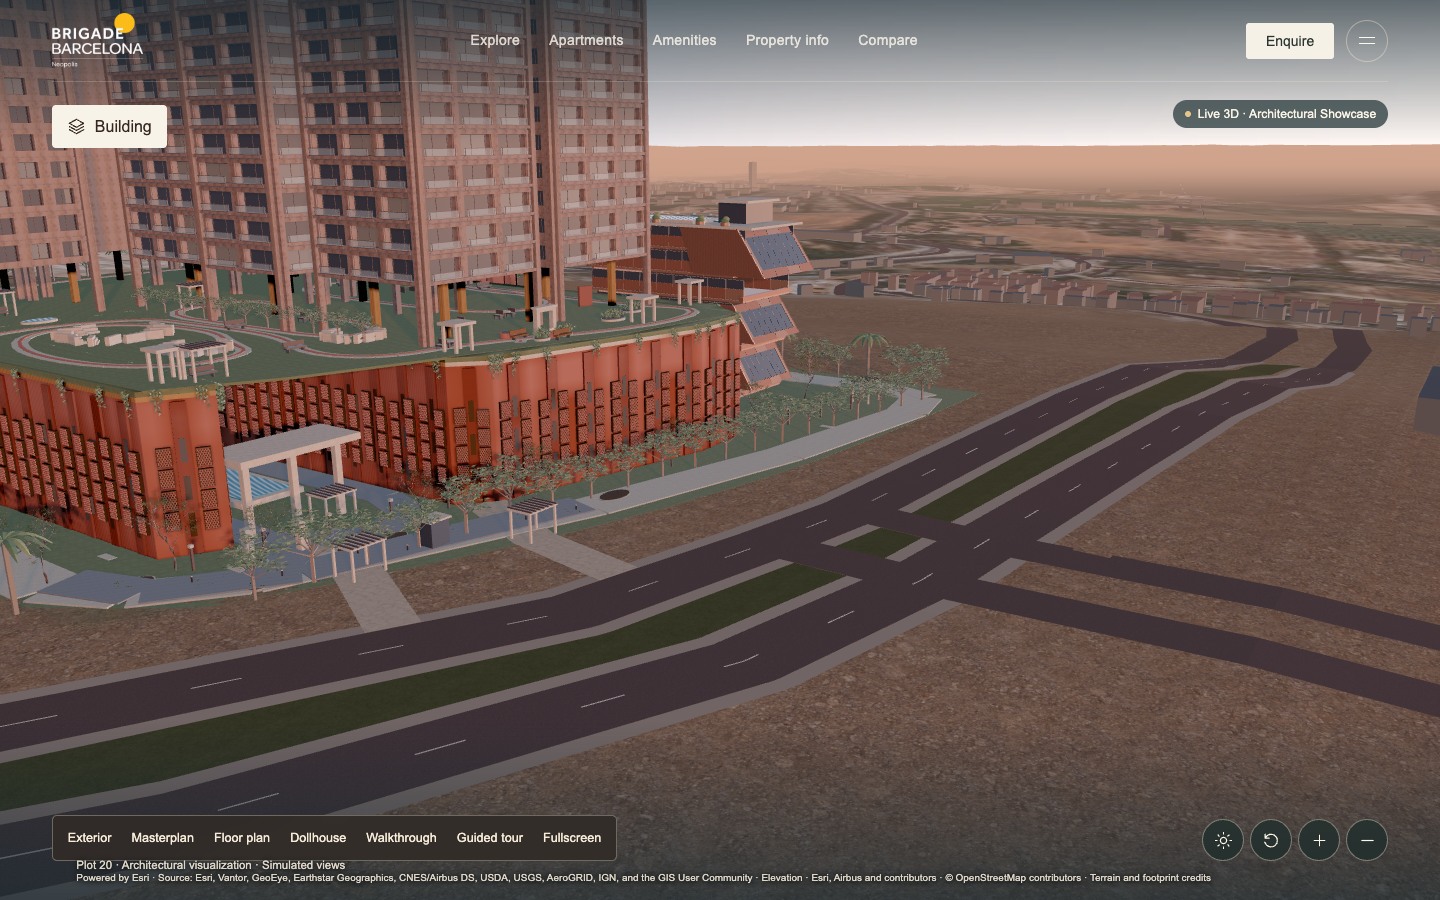 BRIGADE
BARCELONA
Neopolis
Explore
Apartments
Amenities
Property info
Compare
Enquire
Building
Live 3D · Architectural Showcase
Exterior
Masterplan
Floor plan
Dollhouse
Walkthrough
Guided tour
Fullscreen
Plot 20 · Architectural visualization · Simulated views
Powered by Esri · Source: Esri, Vantor, GeoEye, Earthstar Geographics, CNES/Airbus DS, USDA, USGS, AeroGRID, IGN, and the GIS User Community · Elevation · Esri, Airbus and contributors · © OpenStreetMap contributors · Terrain and footprint credits